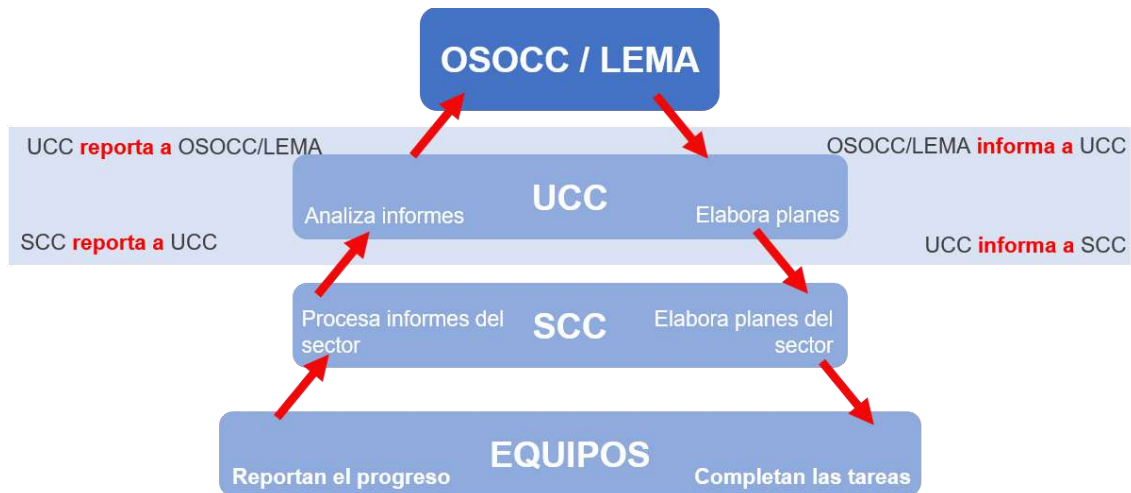 OSOCC / LEMA
UCC reporta a OSOCC/LEMA
OSOCC/LEMA informa a UCC
UCC
Analiza informes
Elabora planes
SCC reporta a UCC
UCC informa a SCC
Procesa informes del
sector
SCC
Elabora planes del
sector
EQUIPOS
Reportan el progreso
Completan las tareas